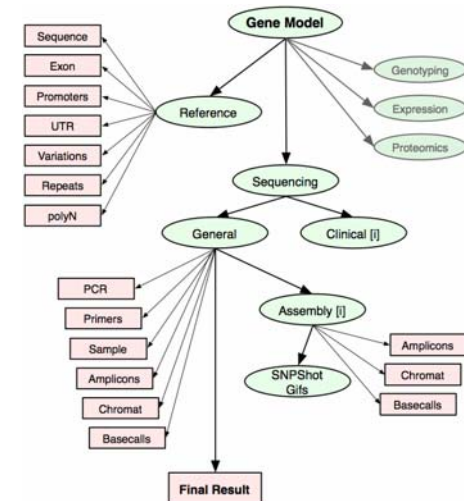 Gene Model
Sequence
Exon
Promoters
UTR
Variations
Repeats
polyN
Reference
Genotyping
Expression
Proteomics
Sequencing
General
Clinical [i]
PCR
Primers
Sample
Amplicons
Chromat
Basecalls
Assembly [i]
SNPShot
Gifs
Amplicons
Chromat
Basecalls
Final Result